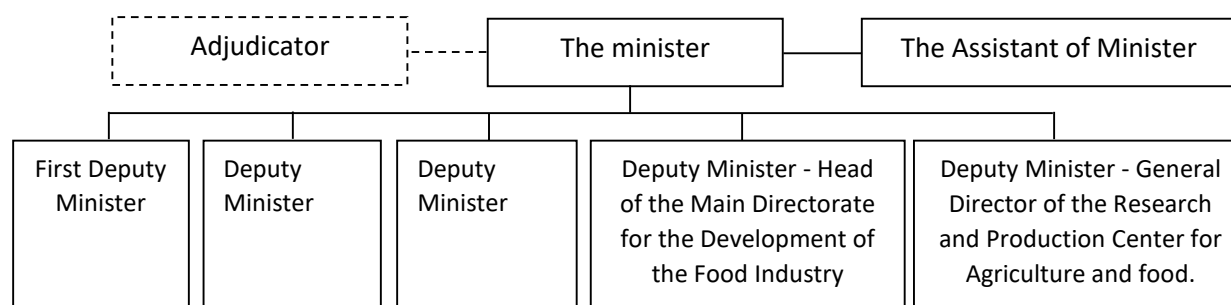 Adjudicator
The minister
The Assistant of Minister
First Deputy
Minister
Deputy
Minister
Deputy
Minister
Deputy Minister - Head
of the Main Directorate
for the Development of
the Food Industry
Deputy Minister - General
Director of the Research
and Production Center for
Agriculture and food.